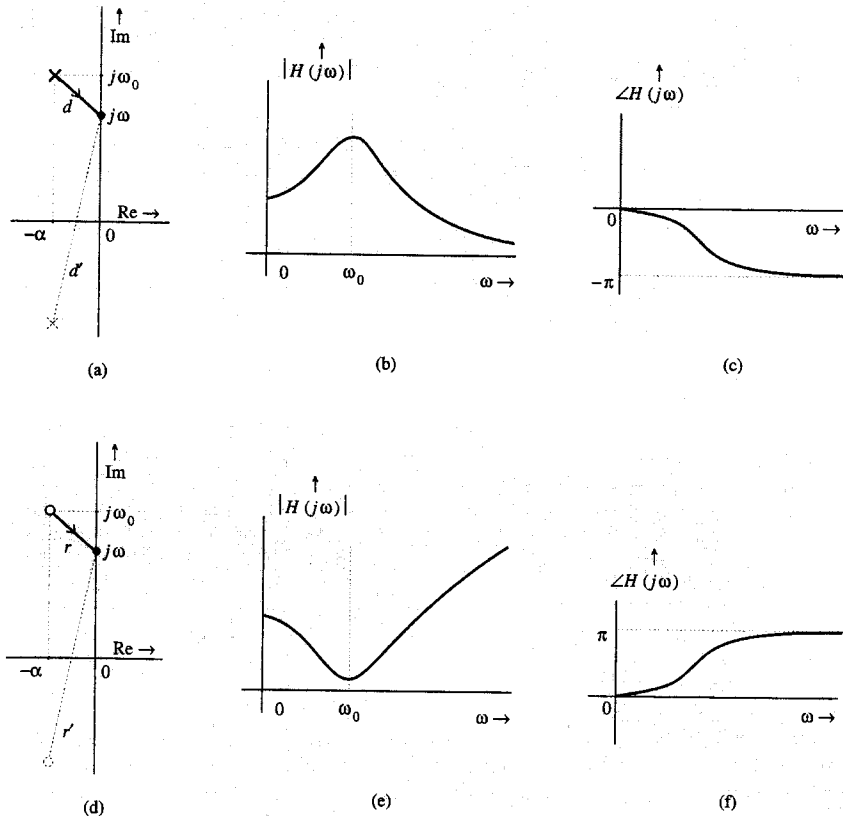 ↑
Im
jω₀
d
jω
Re →
−α
0
d′
(a)
↑
|H (jω)|
0
ω₀
ω →
(b)
↑
∠H (jω)
0
ω →
−π
(c)
↑
Im
jω₀
r
jω
Re →
−α
0
r′
(d)
↑
|H (jω)|
0
ω₀
ω →
(e)
↑
∠H (jω)
π
0
ω →
(f)